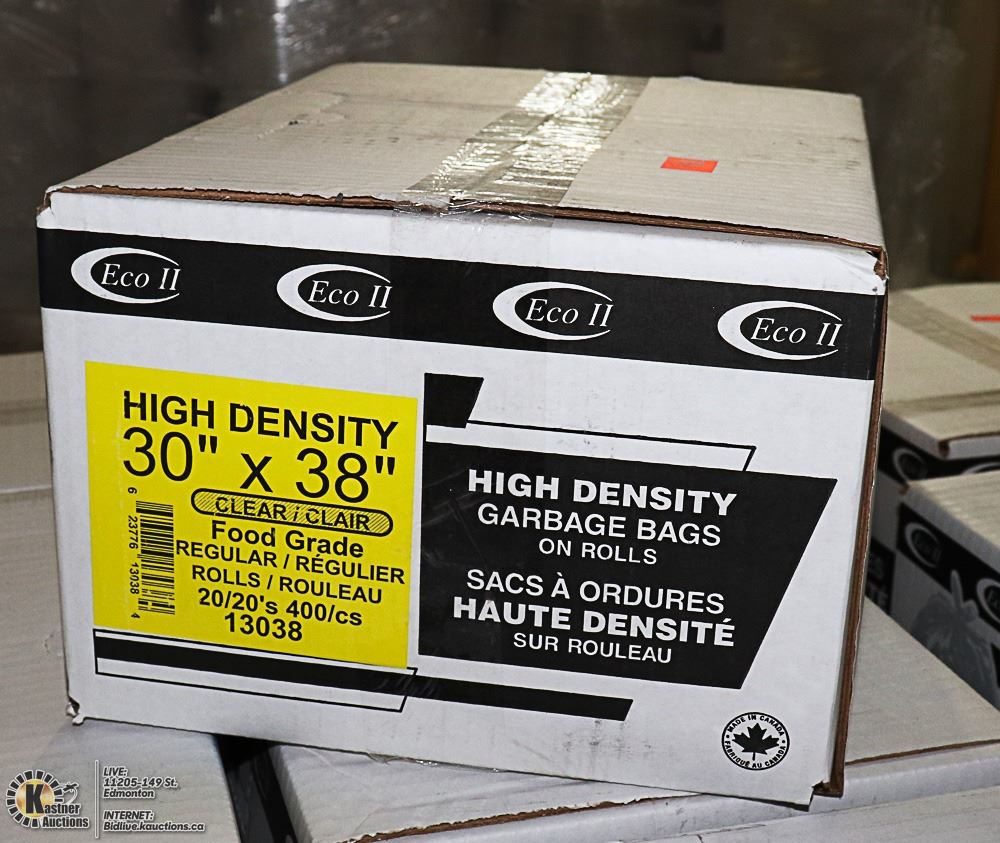 Eco II Eco II Eco II Eco II
HIGH DENSITY
30" x 38"
CLEAR / CLAIR
Food Grade
REGULAR / RÉGULIER
ROLLS / ROULEAU
20/20's 400/cs
13038
6 23776 13038 4
HIGH DENSITY
GARBAGE BAGS
ON ROLLS
SACS À ORDURES
HAUTE DENSITÉ
SUR ROULEAU
MADE IN CANADA
FABRIQUÉ AU CANADA
Eco
Eco II
Kastner
Auctions
LIVE:
11205-149 St.
Edmonton
INTERNET:
Bidlive.kauctions.ca